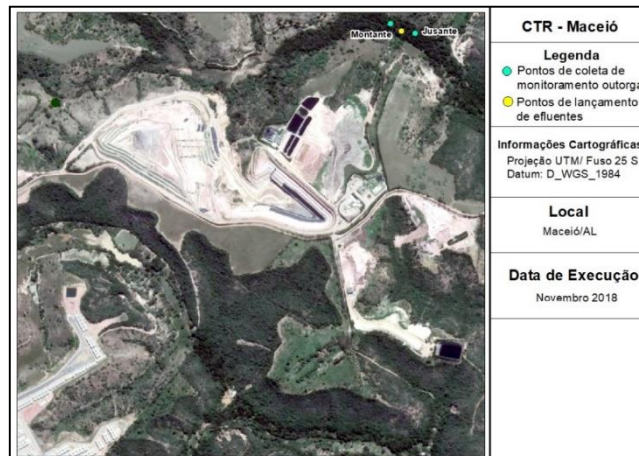 Montante
Jusante
CTR - Maceió
Legenda
Pontos de coleta de
monitoramento outorga
Pontos de lançamento
de efluentes
Informações Cartográficas
Projeção UTM/ Fuso 25 S
Datum: D_WGS_1984
Local
Maceió/AL
Data de Execução
Novembro 2018